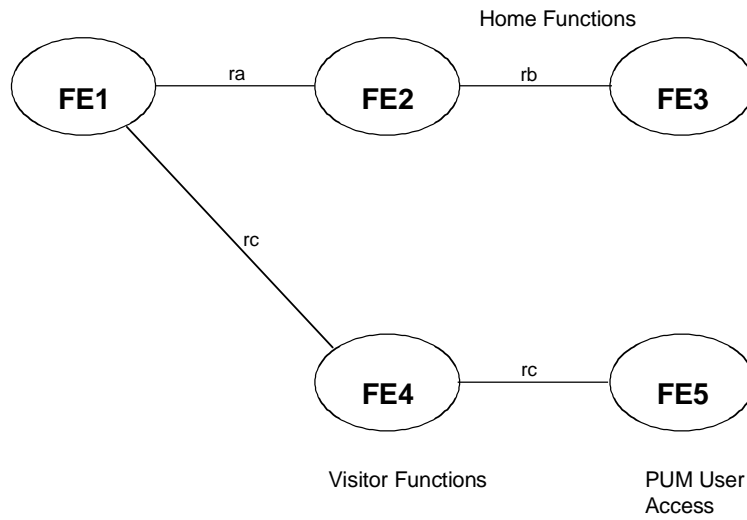 Home Functions
ra
rb
FE1
FE2
FE3
rc
rc
FE4
FE5
Visitor Functions
PUM User
Access